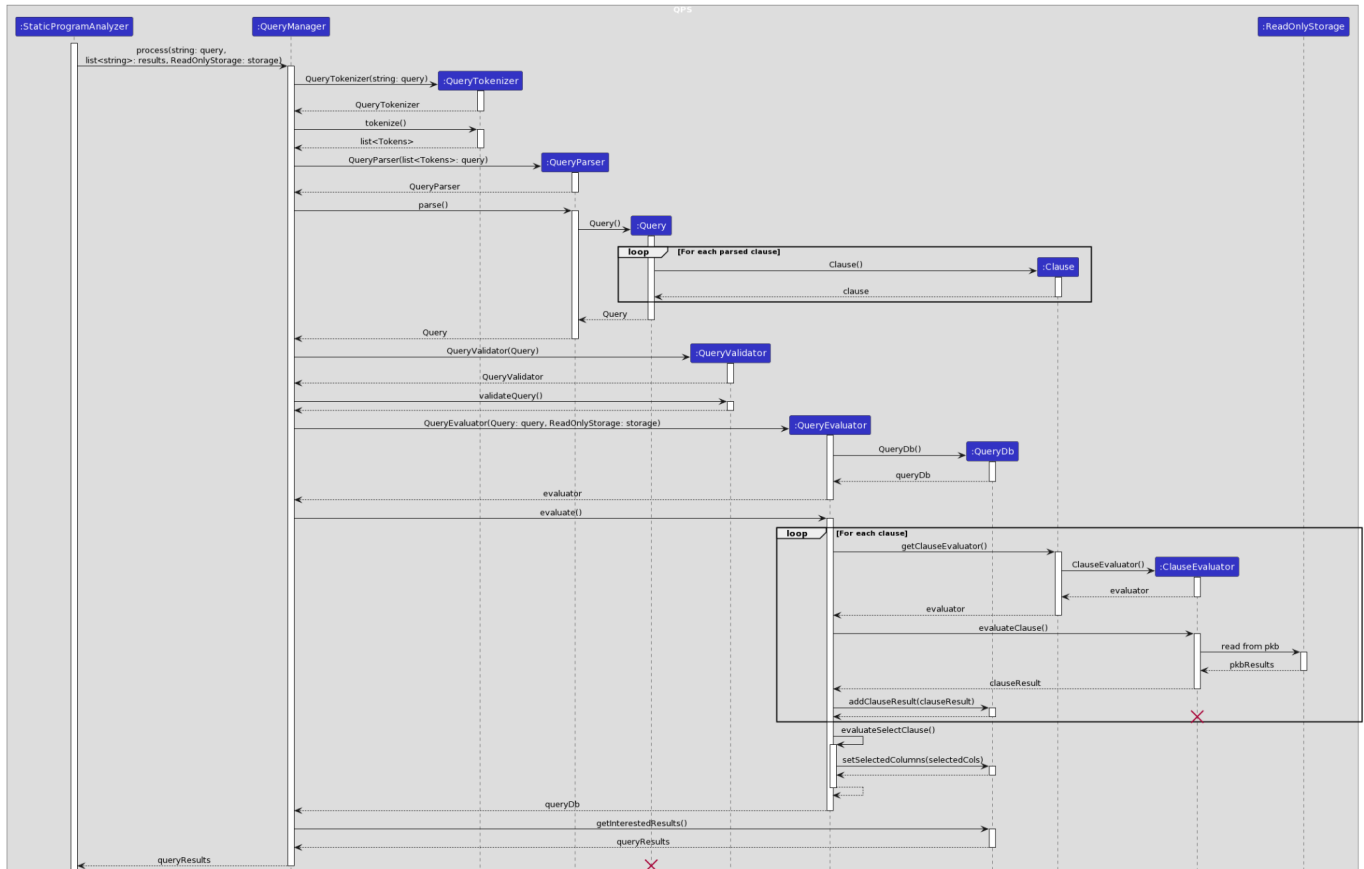 QPS
:StaticProgramAnalyzer
:QueryManager
:ReadOnlyStorage
process(string: query,
list<string>: results, ReadOnlyStorage: storage)
QueryTokenizer(string: query)
:QueryTokenizer
QueryTokenizer
tokenize()
list<Tokens>
QueryParser(list<Tokens>: query)
:QueryParser
QueryParser
parse()
Query()
:Query
loop
[For each parsed clause]
Clause()
:Clause
clause
Query
Query
QueryValidator(Query)
:QueryValidator
QueryValidator
validateQuery()
QueryEvaluator(Query: query, ReadOnlyStorage: storage)
:QueryEvaluator
QueryDb()
:QueryDb
queryDb
evaluator
evaluate()
loop
[For each clause]
getClauseEvaluator()
ClauseEvaluator()
:ClauseEvaluator
evaluator
evaluator
evaluateClause()
read from pkb
pkbResults
clauseResult
addClauseResult(clauseResult)
evaluateSelectClause()
setSelectedColumns(selectedCols)
queryDb
getInterestedResults()
queryResults
queryResults